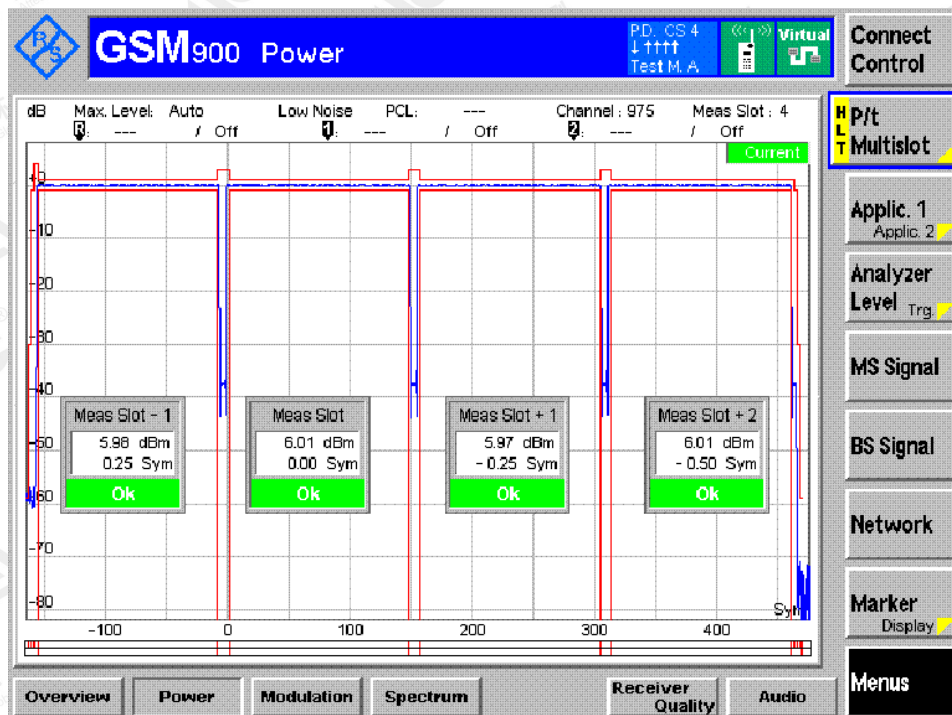 R/S
GSM900 Power
P.D. CS 4
↓↑↑↑↑
Test M. A.
Virtual
Connect
Control
dB Max. Level: Auto Low Noise PCL: --- Channel : 975 Meas Slot : 4
R: --- / Off 1: --- / Off 2: --- / Off
Current
HLT
P/t
Multislot
+0
-10
-20
-30
-40
-50
-60
-70
-80
Meas Slot - 1
5.98 dBm
0.25 Sym
Ok
Meas Slot
6.01 dBm
0.00 Sym
Ok
Meas Slot + 1
5.97 dBm
- 0.25 Sym
Ok
Meas Slot + 2
6.01 dBm
- 0.50 Sym
Ok
Sym
-100 0 100 200 300 400
Applic. 1
Applic. 2
Analyzer
Level Trg.
MS Signal
BS Signal
Network
Marker
Display
Menus
Overview
Power
Modulation
Spectrum
Receiver
Quality
Audio